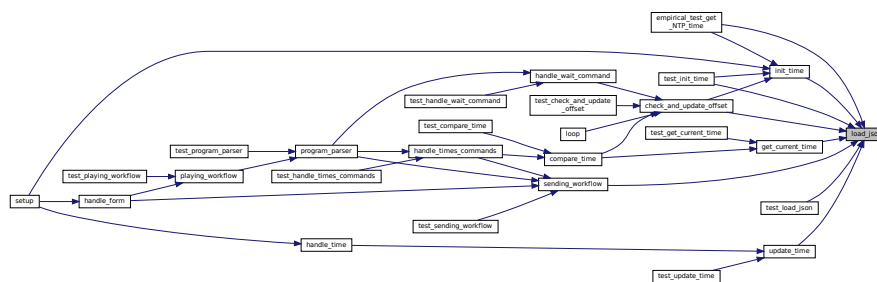 empirical_test_get
_NTP_time
init_time
test_init_time
handle_wait_command
test_handle_wait_command
test_check_and_update
_offset
check_and_update_offset
loop
test_compare_time
test_get_current_time
load_json
get_current_time
test_program_parser
program_parser
handle_times_commands
compare_time
test_playing_workflow
playing_workflow
test_handle_times_commands
sending_workflow
setup
handle_form
test_load_json
test_sending_workflow
handle_time
update_time
test_update_time